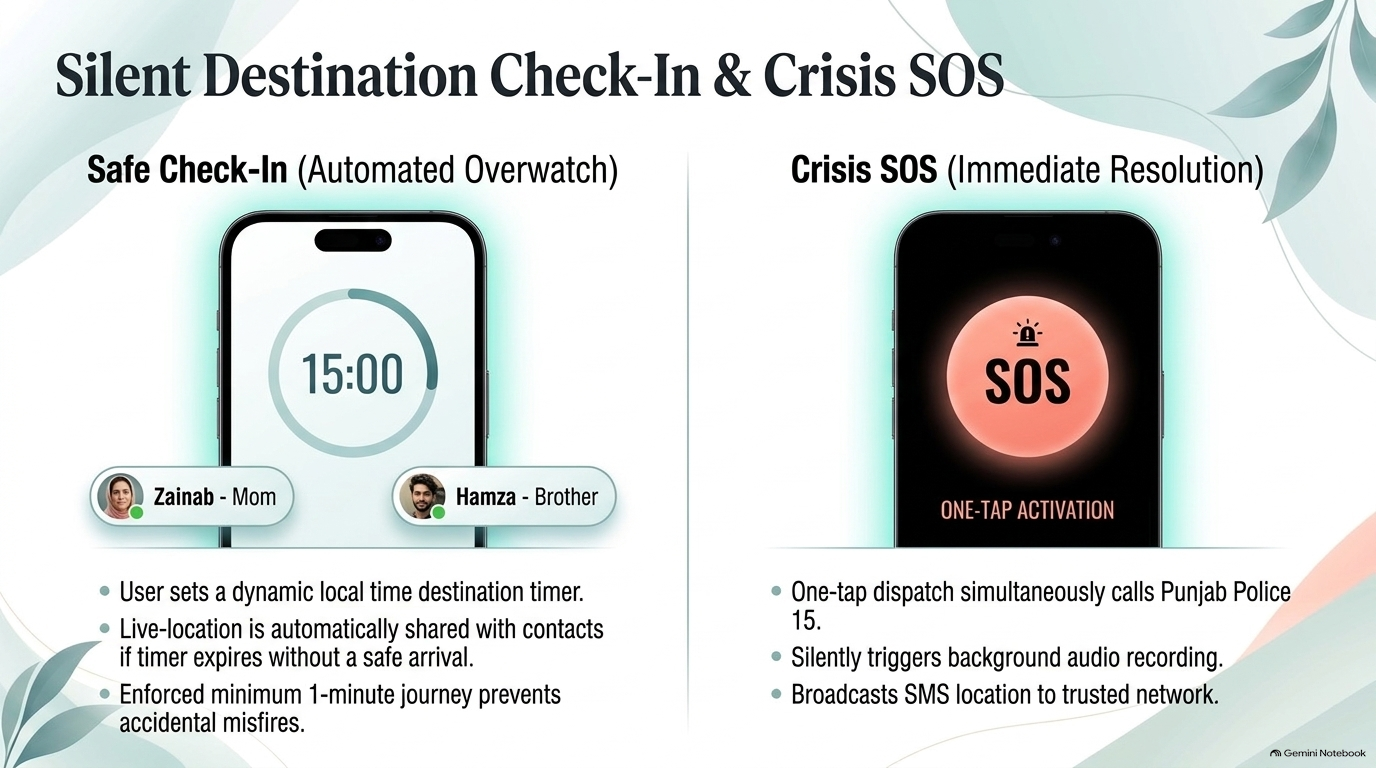 Silent Destination Check-In & Crisis SOS
Safe Check-In (Automated Overwatch)
15:00
Zainab - Mom
Hamza - Brother
• User sets a dynamic local time destination timer.
• Live-location is automatically shared with contacts
if timer expires without a safe arrival.
• Enforced minimum 1-minute journey prevents
accidental misfires.
Crisis SOS (Immediate Resolution)
SOS
ONE-TAP ACTIVATION
• One-tap dispatch simultaneously calls Punjab Police
15.
• Silently triggers background audio recording.
• Broadcasts SMS location to trusted network.
Gemini Notebook